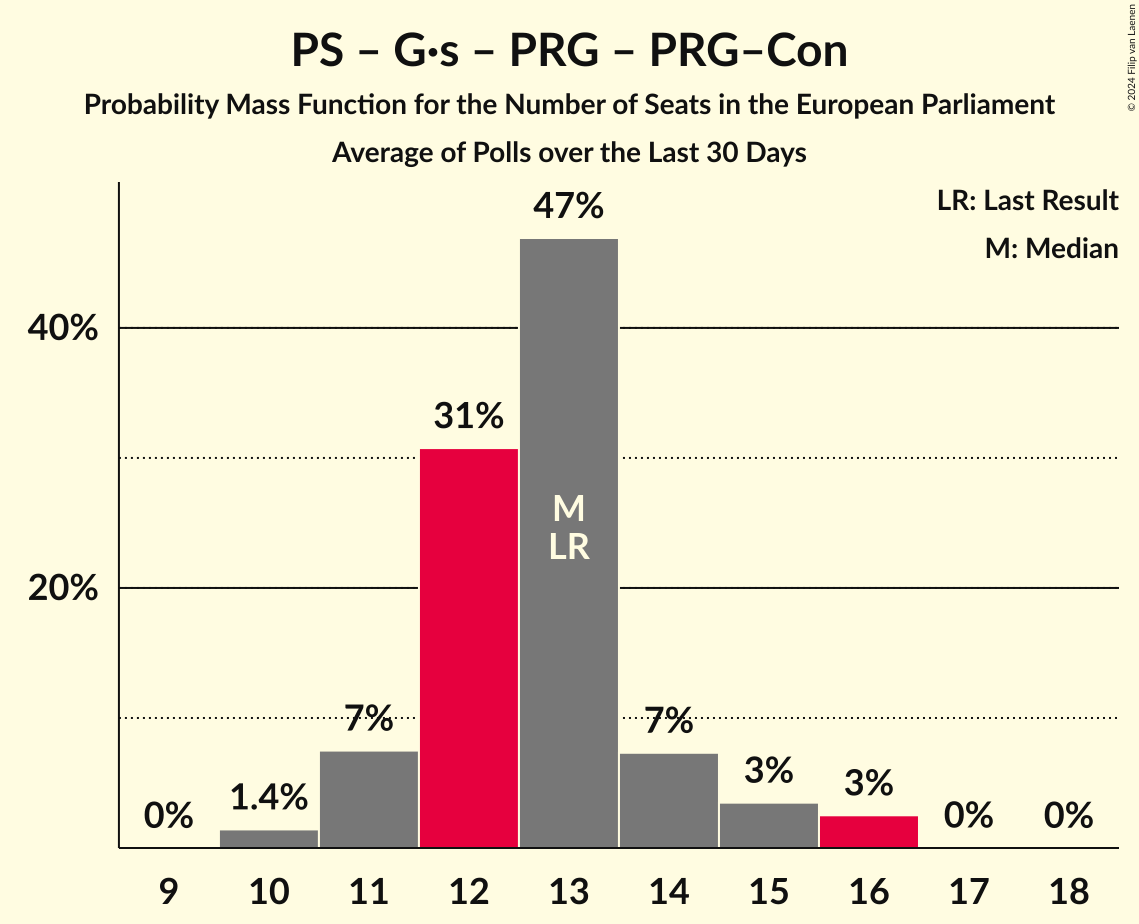 PS – G•s – PRG – PRG–Con
Probability Mass Function for the Number of Seats in the European Parliament
Average of Polls over the Last 30 Days
© 2024 Filip van Laenen
LR: Last Result
M: Median
47%
40%
31%
M
LR
20%
7%
7%
3%
3%
1.4%
0%
0%
0%
9 10 11 12 13 14 15 16 17 18